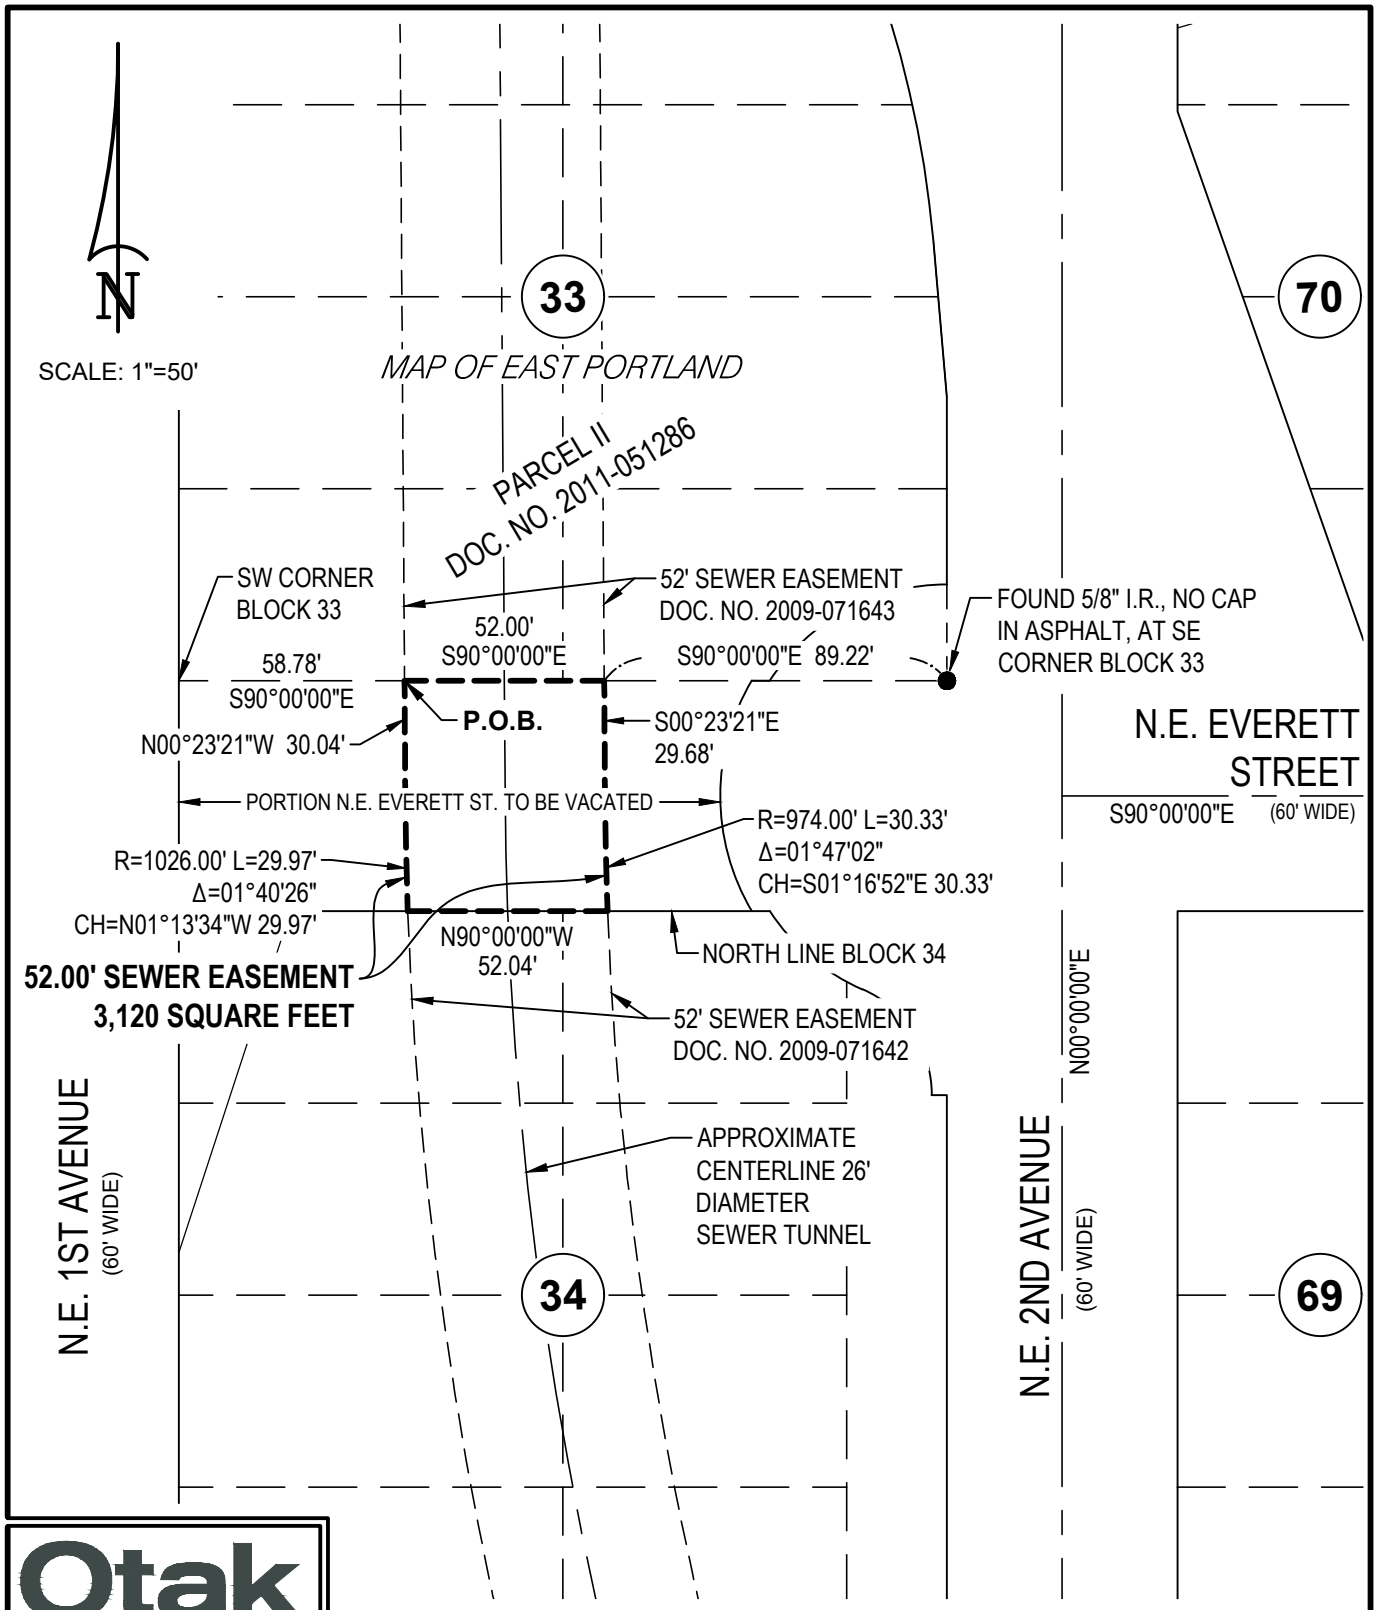 N
SCALE: 1"=50'
33
70
MAP OF EAST PORTLAND
PARCEL II
DOC. NO. 2011-051286
SW CORNER
BLOCK 33
52' SEWER EASEMENT
DOC. NO. 2009-071643
FOUND 5/8" I.R., NO CAP
IN ASPHALT, AT SE
CORNER BLOCK 33
52.00'
S90°00'00"E
58.78'
S90°00'00"E
S90°00'00"E 89.22'
P.O.B.
N00°23'21"W 30.04'
S00°23'21"E
29.68'
N.E. EVERETT
STREET
S90°00'00"E
(60' WIDE)
PORTION N.E. EVERETT ST. TO BE VACATED
R=1026.00' L=29.97'
Δ=01°40'26"
CH=N01°13'34"W 29.97'
R=974.00' L=30.33'
Δ=01°47'02"
CH=S01°16'52"E 30.33'
N90°00'00"W
52.04'
NORTH LINE BLOCK 34
52.00' SEWER EASEMENT
3,120 SQUARE FEET
52' SEWER EASEMENT
DOC. NO. 2009-071642
N00°00'00"E
N.E. 1ST AVENUE
(60' WIDE)
APPROXIMATE
CENTERLINE 26'
DIAMETER
SEWER TUNNEL
N.E. 2ND AVENUE
(60' WIDE)
34
69
Otak